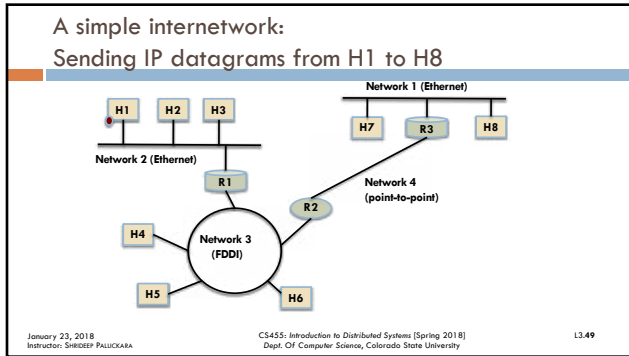 A simple internetwork:
Sending IP datagrams from H1 to H8
Network 1 (Ethernet)
H1 H2 H3
H7 R3 H8
Network 2 (Ethernet)
R1
Network 4
(point-to-point)
R2
H4
Network 3
(FDDI)
H5
H6
January 23, 2018
Instructor: SHRIDEEP PALLICKARA
CS455: Introduction to Distributed Systems [Spring 2018]
Dept. Of Computer Science, Colorado State University
L3.49